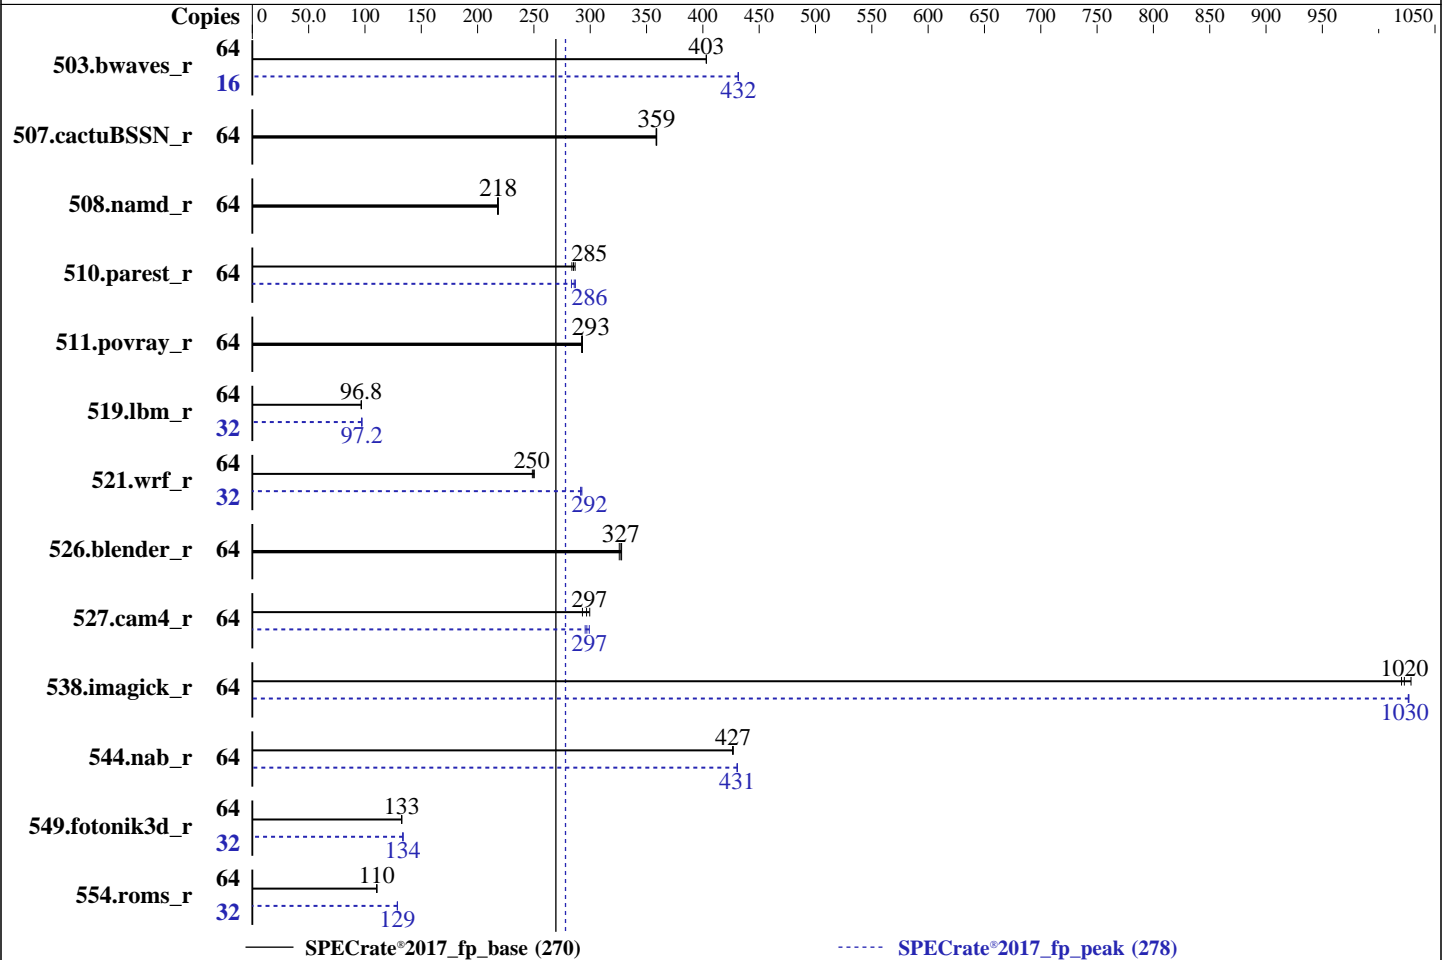 Copies 0 50.0 100 150 200 250 300 350 400 450 500 550 600 650 700 750 800 850 900 950 1050
503.bwaves_r 64 403
16 432
507.cactuBSSN_r 64 359
508.namd_r 64 218
510.parest_r 64 285
286
511.povray_r 64 293
519.lbm_r 64 96.8
32 97.2
521.wrf_r 64 250
32 292
526.blender_r 64 327
527.cam4_r 64 297
297
538.imagick_r 64 1020
1030
544.nab_r 64 427
431
549.fotonik3d_r 64 133
32 134
554.roms_r 64 110
32 129
SPECrate®2017_fp_base (270) SPECrate®2017_fp_peak (278)